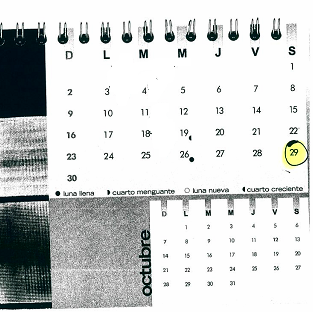 D L M M J V S
1
2 3 4 5 6 7 8
9 10 11 12 13 14 15
16 17 18 19 20 21 22
23 24 25 26 27 28 29
30
luna llena cuarto menguante luna nueva cuarto creciente
octubre
D L M M J V S
1 2 3 4 5 6
7 8 9 10 11 12 13
14 15 16 17 18 19 20
21 22 23 24 25 26 27
28 29 30 31